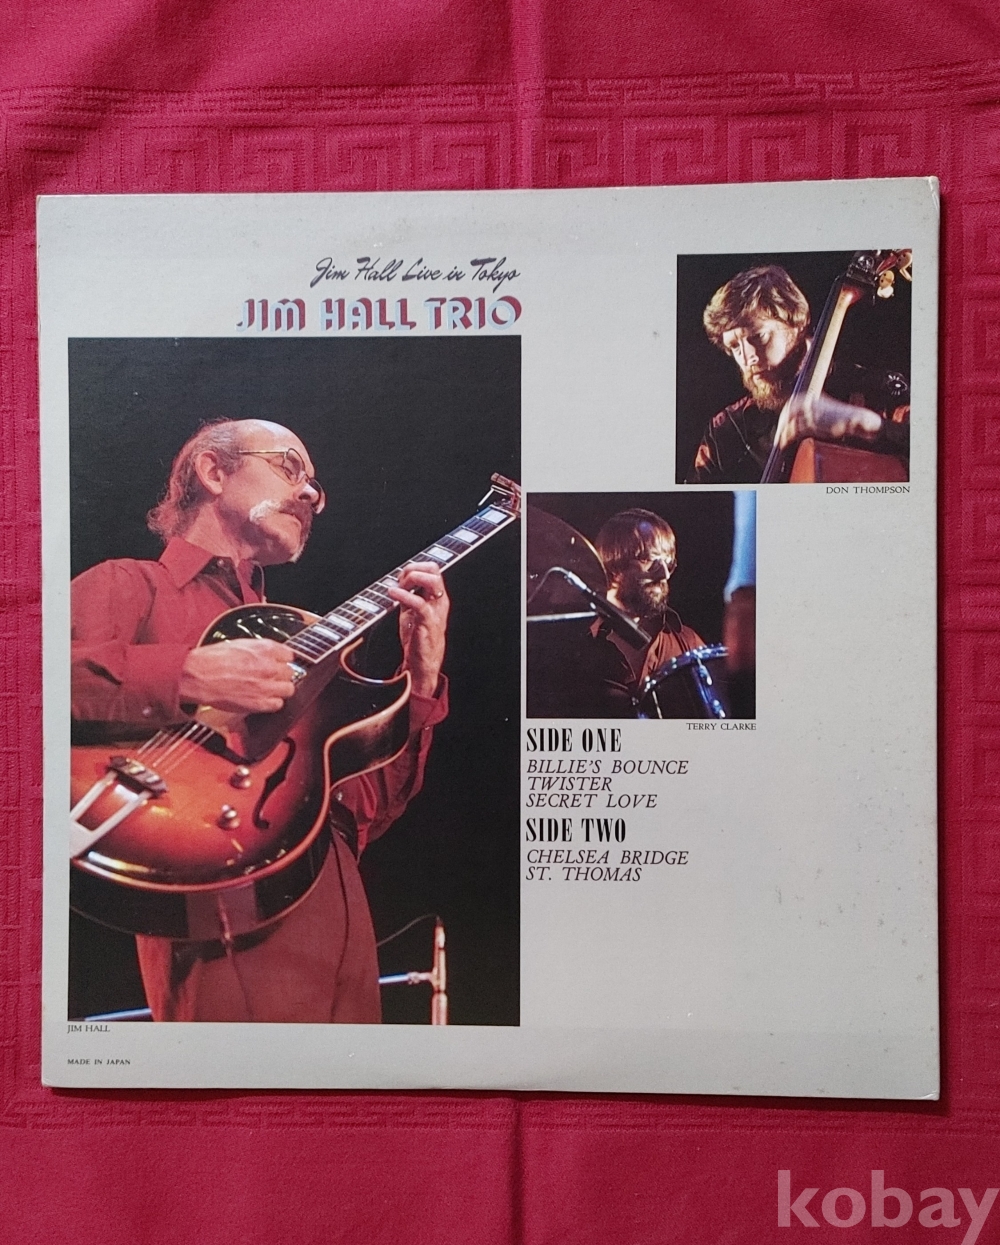 Jim Hall Live in Tokyo
JIM HALL TRIO
DON THOMPSON
TERRY CLARKE
SIDE ONE
BILLIE'S BOUNCE
TWISTER
SECRET LOVE
SIDE TWO
CHELSEA BRIDGE
ST. THOMAS
JIM HALL
MADE IN JAPAN
kobay